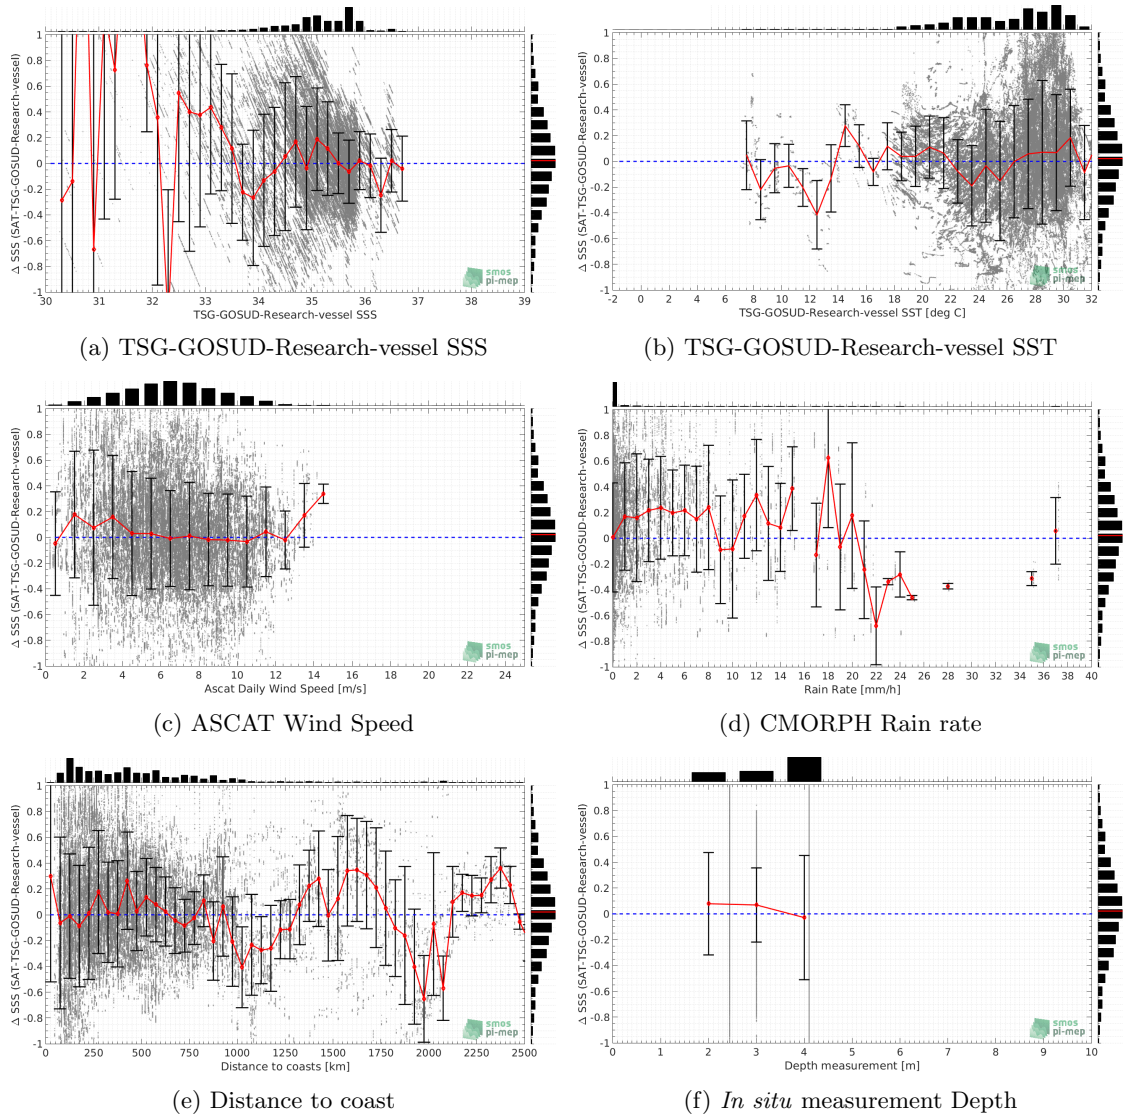 Δ SSS (SAT-TSG-GOSUD-Research-vessel)
1
0.8
0.6
0.4
0.2
0
-0.2
-0.4
-0.6
-0.8
-1
smos
pi-mep
30 31 32 33 34 35 36 37 38 39
TSG-GOSUD-Research-vessel SSS
(a) TSG-GOSUD-Research-vessel SSS
Δ SSS (SAT-TSG-GOSUD-Research-vessel)
1
0.8
0.6
0.4
0.2
0
-0.2
-0.4
-0.6
-0.8
-1
smos
pi-mep
-2 0 2 4 6 8 10 12 14 16 18 20 22 24 26 28 30 32
TSG-GOSUD-Research-vessel SST [deg C]
(b) TSG-GOSUD-Research-vessel SST
Δ SSS (SAT-TSG-GOSUD-Research-vessel)
1
0.8
0.6
0.4
0.2
0
-0.2
-0.4
-0.6
-0.8
-1
smos
pi-mep
0 2 4 6 8 10 12 14 16 18 20 22 24
Ascat Daily Wind Speed [m/s]
(c) ASCAT Wind Speed
Δ SSS (SAT-TSG-GOSUD-Research-vessel)
1
0.8
0.6
0.4
0.2
0
-0.2
-0.4
-0.6
-0.8
-1
smos
pi-mep
0 2 4 6 8 10 12 14 16 18 20 22 24 26 28 30 32 34 36 38 40
Rain Rate [mm/h]
(d) CMORPH Rain rate
Δ SSS (SAT-TSG-GOSUD-Research-vessel)
1
0.8
0.6
0.4
0.2
0
-0.2
-0.4
-0.6
-0.8
-1
smos
pi-mep
0 250 500 750 1000 1250 1500 1750 2000 2250 2500
Distance to coasts [km]
(e) Distance to coast
Δ SSS (SAT-TSG-GOSUD-Research-vessel)
1
0.8
0.6
0.4
0.2
0
-0.2
-0.4
-0.6
-0.8
-1
smos
pi-mep
0 1 2 3 4 5 6 7 8 9 10
Depth measurement [m]
(f) In situ measurement Depth